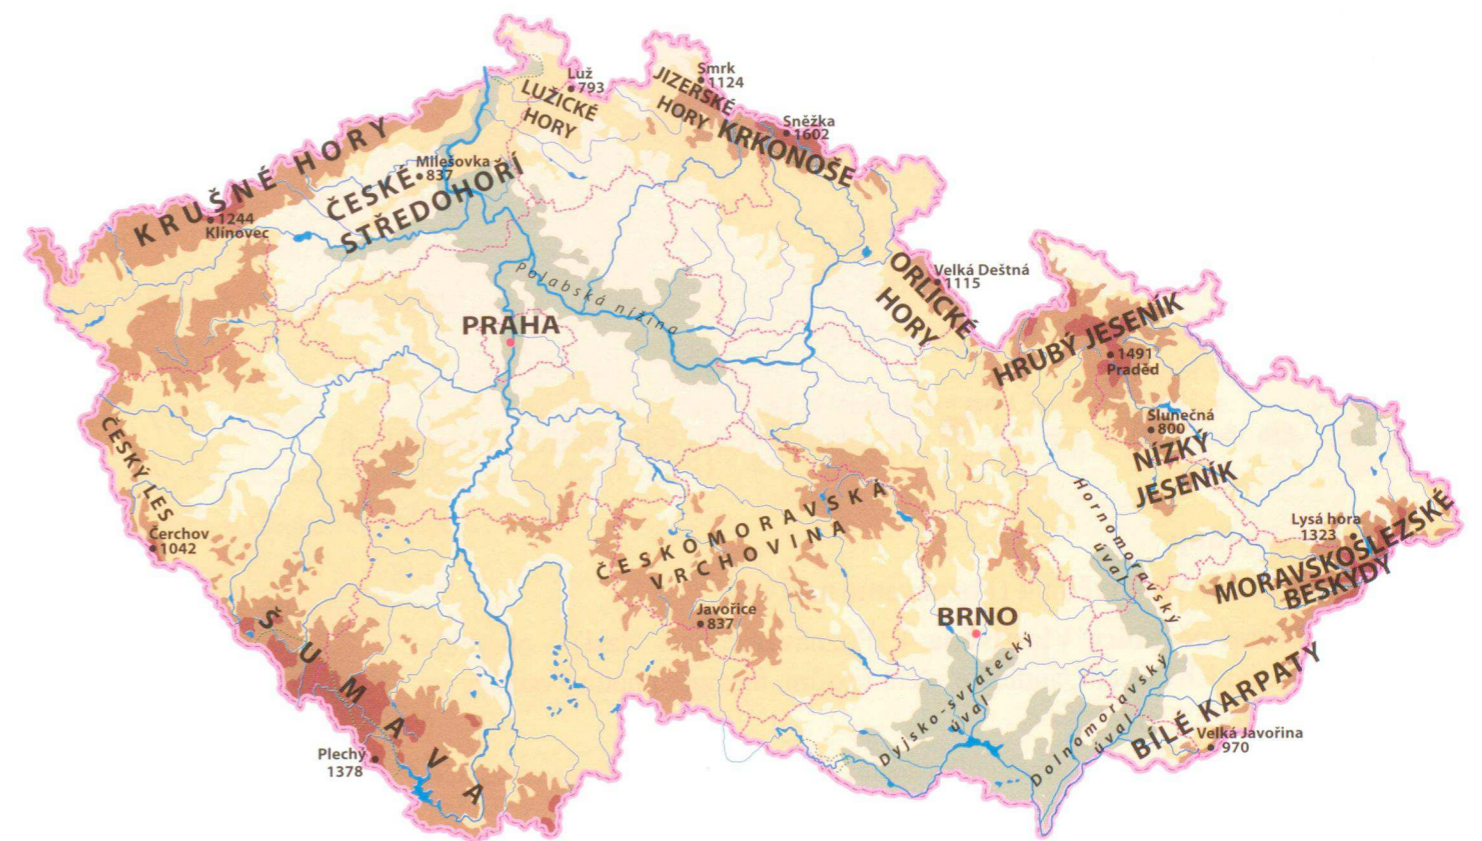 Luž
793
LUŽICKÉ
HORY
Smrk
1124
JIZERSKÉ
HORY
Sněžka
1602
KRKONOŠE
KRUŠNÉ HORY
1244
Klínovec
Milešovka
837
ČESKÉ
STŘEDOHOŘÍ
Polabská nížina
PRAHA
ORLICKÉ
HORY
Velká Deštná
1115
HRUBÝ JESENÍK
1491
Praděd
Slunečná
800
NÍZKÝ
JESENÍK
ČESKÝ LES
Čerchov
1042
ČESKOMORAVSKÁ
VRCHOVINA
Javořice
837
Hornomoravský
úval
Lysá hora
1323
MORAVSKOSLEZSKÉ
BESKYDY
BRNO
ŠUMAVA
Plechý
1378
Dyjsko-svratecký
úval
Dolnomoravský
úval
BÍLÉ KARPATY
Velká Javořina
970